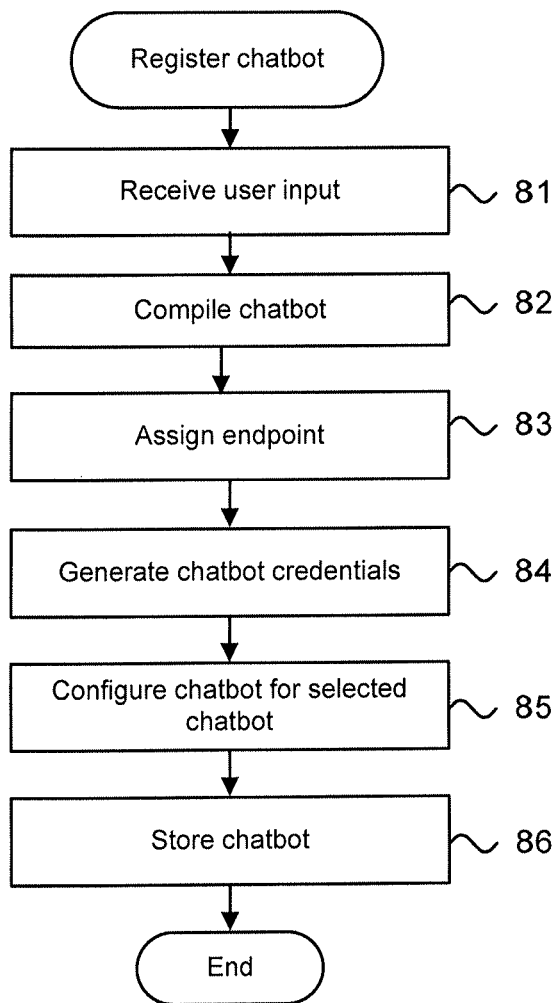 Register chatbot
Receive user input
81
Compile chatbot
82
Assign endpoint
83
Generate chatbot credentials
84
Configure chatbot for selected
chatbot
85
Store chatbot
86
End